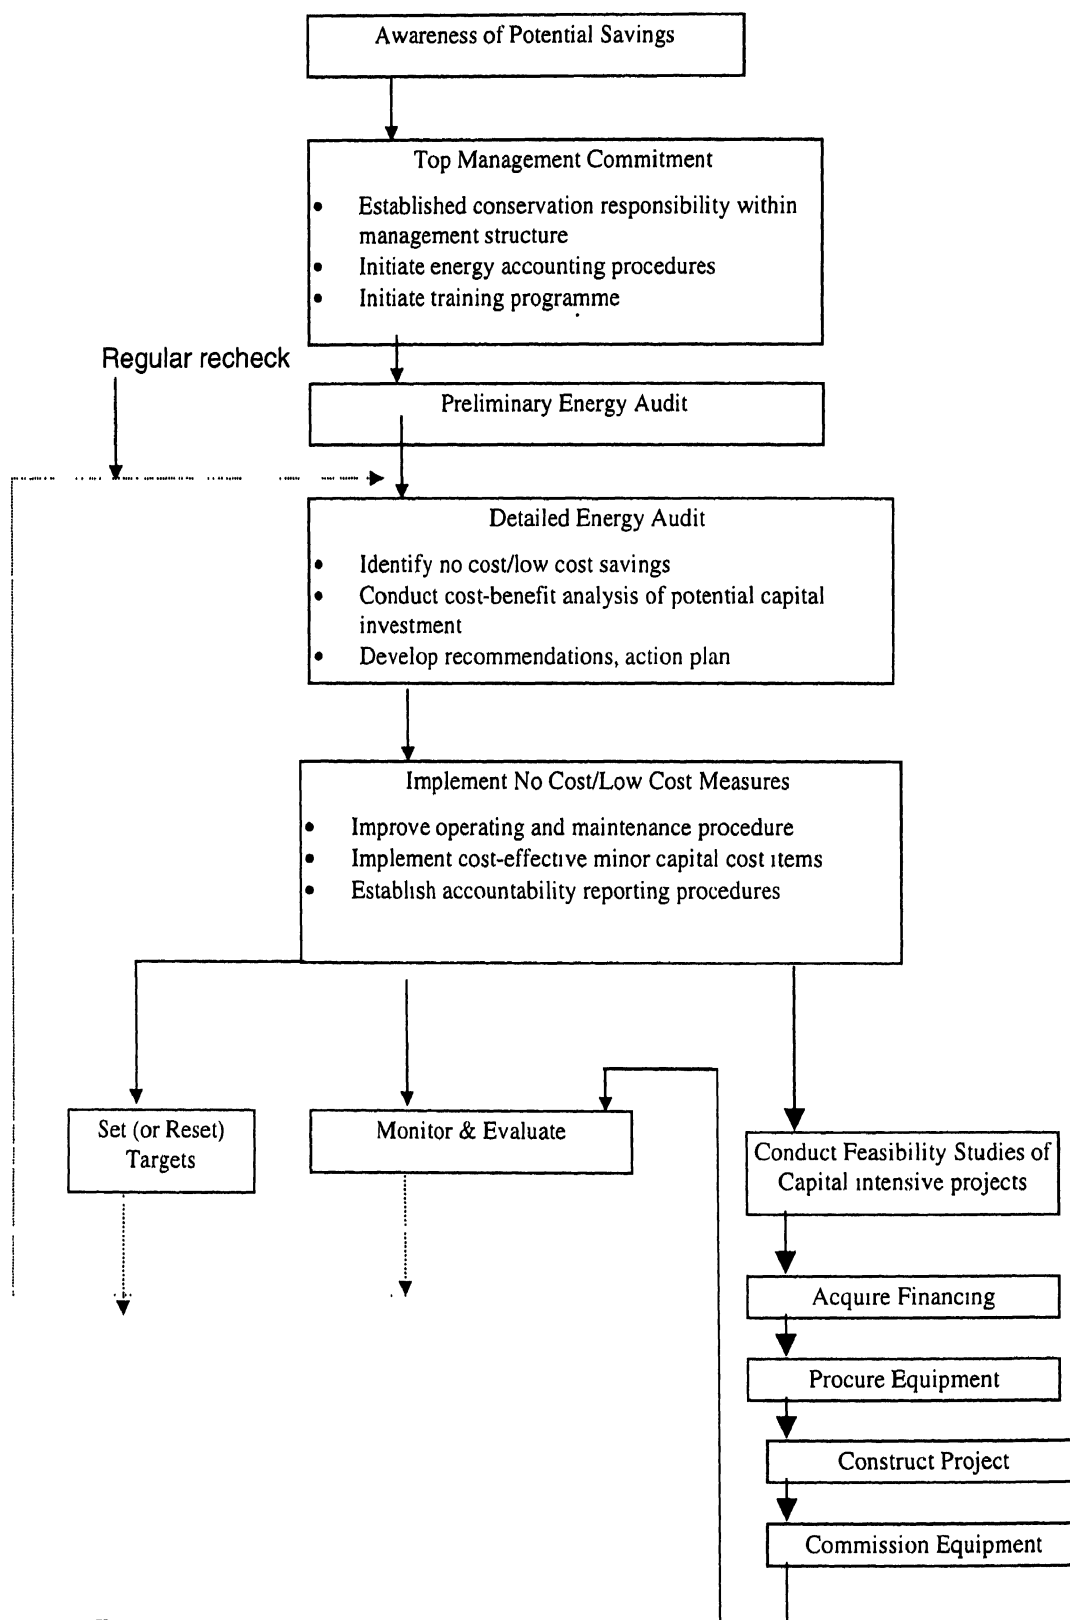 Awareness of Potential Savings
Top Management Commitment
• Established conservation responsibility within
management structure
• Initiate energy accounting procedures
• Initiate training programme
Regular recheck
Preliminary Energy Audit
Detailed Energy Audit
• Identify no cost/low cost savings
• Conduct cost-benefit analysis of potential capital
investment
• Develop recommendations, action plan
Implement No Cost/Low Cost Measures
• Improve operating and maintenance procedure
• Implement cost-effective minor capital cost items
• Establish accountability reporting procedures
Set (or Reset)
Targets
Monitor & Evaluate
Conduct Feasibility Studies of
Capital intensive projects
Acquire Financing
Procure Equipment
Construct Project
Commission Equipment